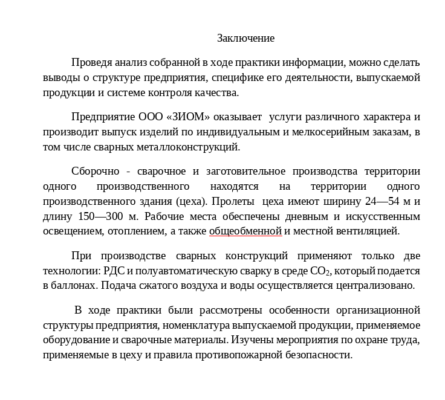 Заключение
Проведя анализ собранной в ходе практики информации, можно сделать
выводы о структуре предприятия, специфике его деятельности, выпускаемой
продукции и системе контроля качества.
Предприятие ООО «ЗИОМ» оказывает услуги различного характера и
производит выпуск изделий по индивидуальным и мелкосерийным заказам, в
том числе сварных металлоконструкций.
Сборочно - сварочное и заготовительное производства территории
одного производственного находятся на территории одного
производственного здания (цеха). Пролеты цеха имеют ширину 24—54 м и
длину 150—300 м. Рабочие места обеспечены дневным и искусственным
освещением, отоплением, а также общеобменной и местной вентиляцией.
При производстве сварных конструкций применяют только две
технологии: РДС и полуавтоматическую сварку в среде CO₂, который подается
в баллонах. Подача сжатого воздуха и воды осуществляется централизовано.
В ходе практики были рассмотрены особенности организационной
структуры предприятия, номенклатура выпускаемой продукции, применяемое
оборудование и сварочные материалы. Изучены мероприятия по охране труда,
применяемые в цеху и правила противопожарной безопасности.